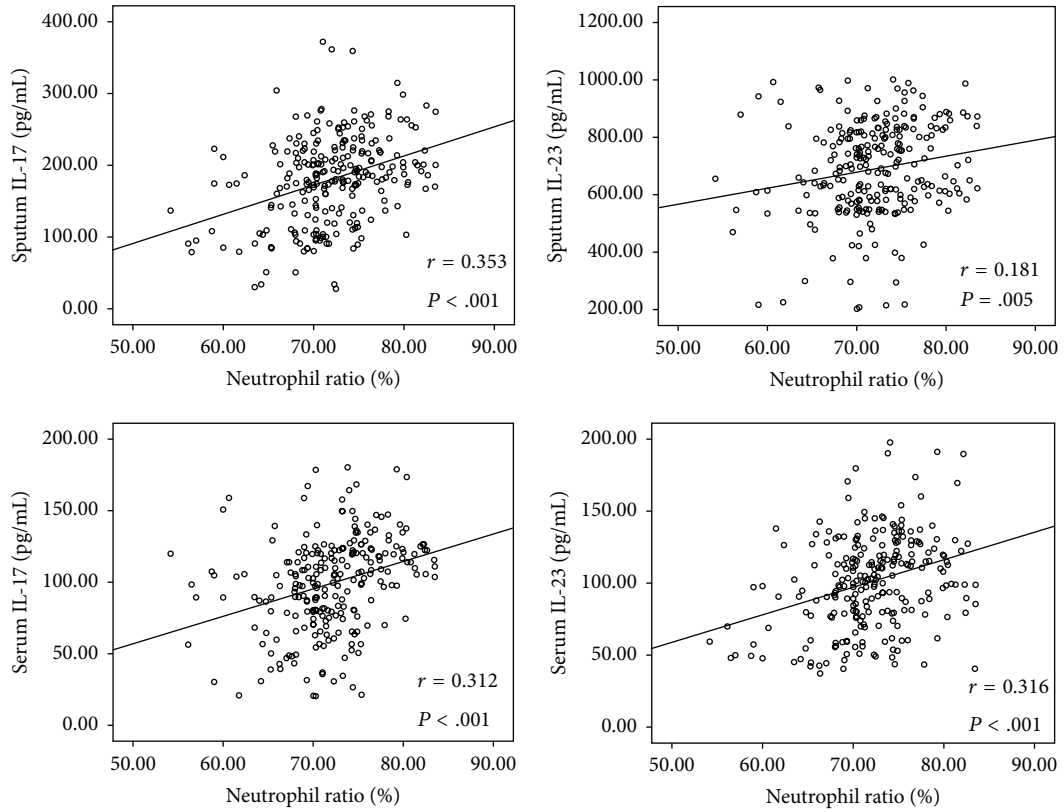 400.00
300.00
200.00
100.00
0.00
Sputum IL-17 (pg/mL)
r = 0.353
P < .001
50.00 60.00 70.00 80.00 90.00
Neutrophil ratio (%)
1200.00
1000.00
800.00
600.00
400.00
200.00
Sputum IL-23 (pg/mL)
r = 0.181
P = .005
50.00 60.00 70.00 80.00 90.00
Neutrophil ratio (%)
200.00
150.00
100.00
50.00
0.00
Serum IL-17 (pg/mL)
r = 0.312
P < .001
50.00 60.00 70.00 80.00 90.00
Neutrophil ratio (%)
200.00
150.00
100.00
50.00
0.00
Serum IL-23 (pg/mL)
r = 0.316
P < .001
50.00 60.00 70.00 80.00 90.00
Neutrophil ratio (%)